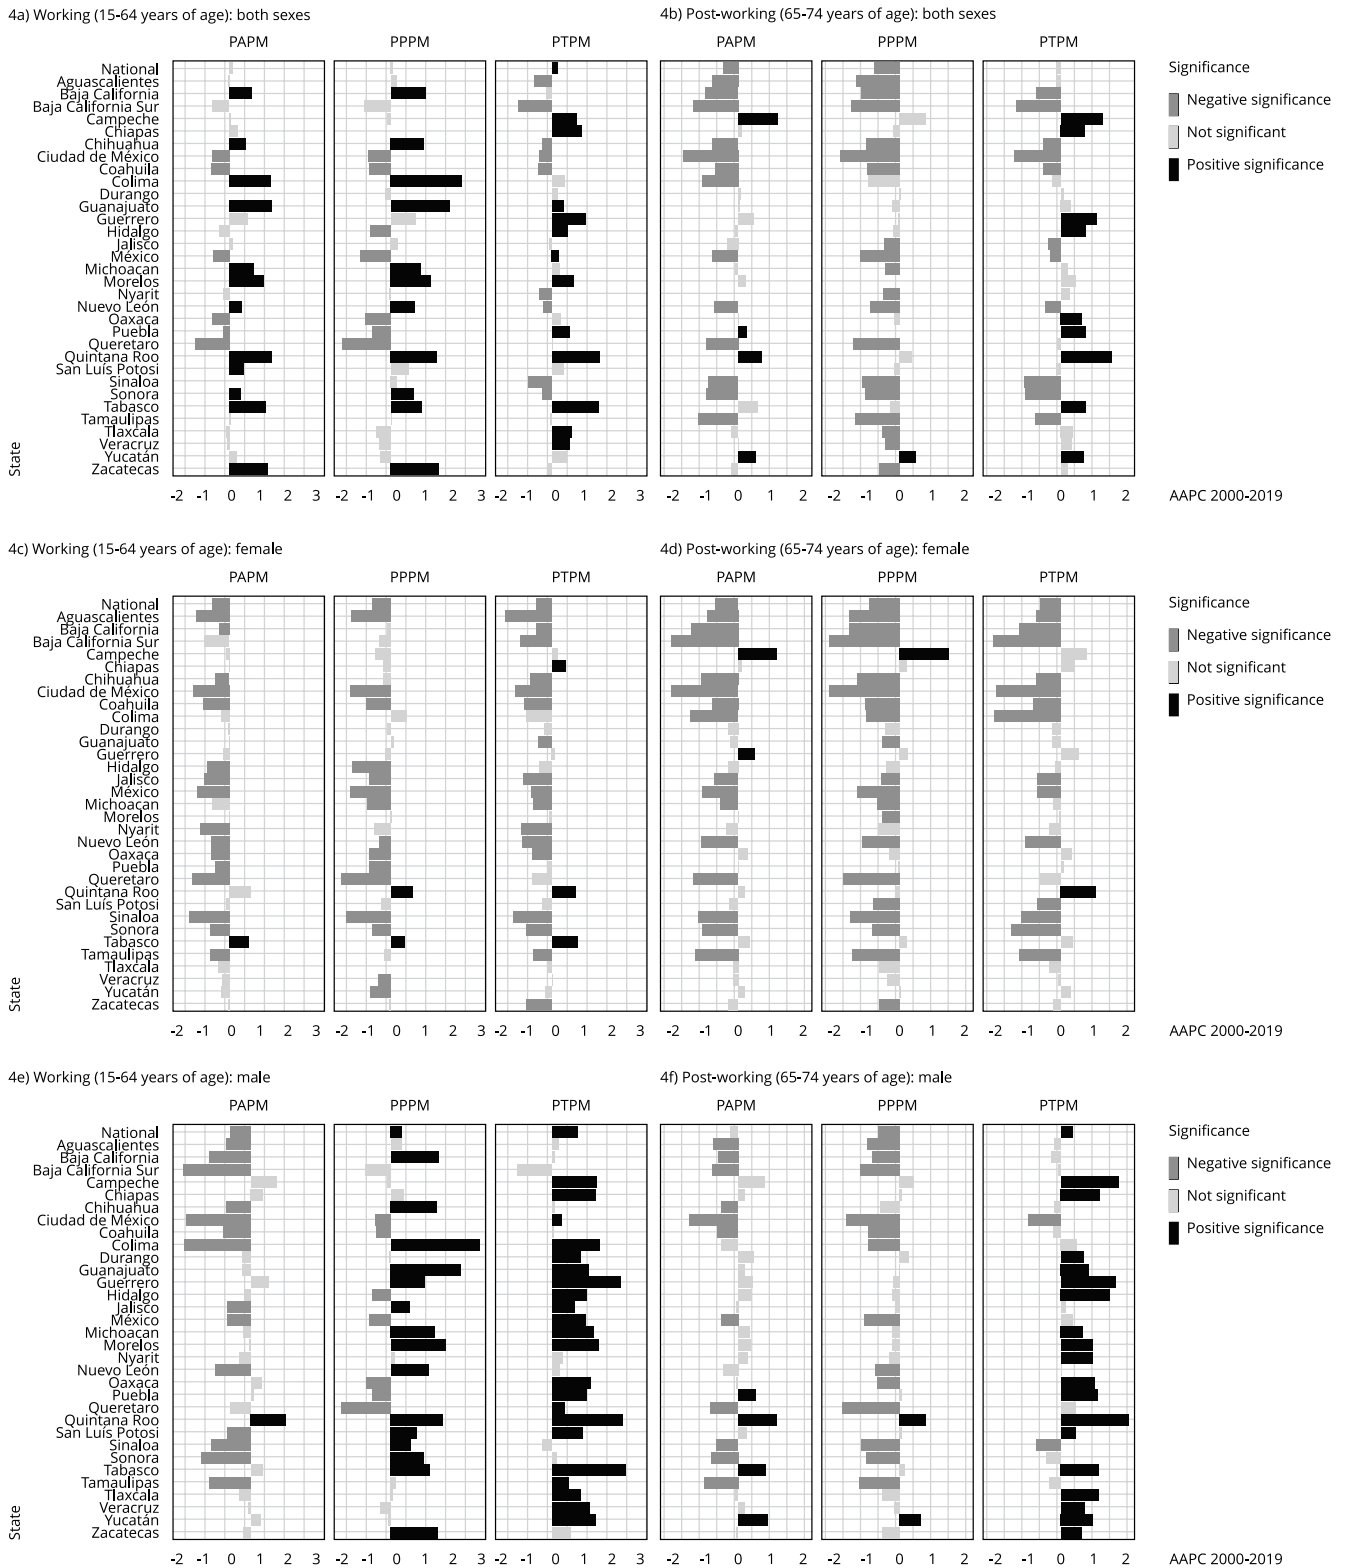 4a) Working (15-64 years of age): both sexes
4b) Post-working (65-74 years of age): both sexes
PAPM PPPM PTPM PAPM PPPM PTPM
National
Aguascalientes
Baja California
Baja California Sur
Campeche
Chiapas
Chihuahua
Ciudad de México
Coahuila
Colima
Durango
Guanajuato
Guerrero
Hidalgo
Jalisco
México
Michoacan
Morelos
Nyarit
Nuevo León
Oaxaca
Puebla
Queretaro
Quintana Roo
San Luís Potosi
Sinaloa
Sonora
Tabasco
Tamaulipas
Tlaxcala
Veracruz
Yucatán
Zacatecas
State
-2 -1 0 1 2 3 -2 -1 0 1 2 3 -2 -1 0 1 2 3 -2 -1 0 1 2 -2 -1 0 1 2 -2 -1 0 1 2
Significance
Negative significance
Not significant
Positive significance
AAPC 2000-2019
4c) Working (15-64 years of age): female
4d) Post-working (65-74 years of age): female
PAPM PPPM PTPM PAPM PPPM PTPM
National
Aguascalientes
Baja California
Baja California Sur
Campeche
Chiapas
Chihuahua
Ciudad de México
Coahuila
Colima
Durango
Guanajuato
Guerrero
Hidalgo
Jalisco
México
Michoacan
Morelos
Nyarit
Nuevo León
Oaxaca
Puebla
Queretaro
Quintana Roo
San Luís Potosi
Sinaloa
Sonora
Tabasco
Tamaulipas
Tlaxcala
Veracruz
Yucatán
Zacatecas
State
-2 -1 0 1 2 3 -2 -1 0 1 2 3 -2 -1 0 1 2 3 -2 -1 0 1 2 -2 -1 0 1 2 -2 -1 0 1 2
Significance
Negative significance
Not significant
Positive significance
AAPC 2000-2019
4e) Working (15-64 years of age): male
4f) Post-working (65-74 years of age): male
PAPM PPPM PTPM PAPM PPPM PTPM
National
Aguascalientes
Baja California
Baja California Sur
Campeche
Chiapas
Chihuahua
Ciudad de México
Coahuila
Colima
Durango
Guanajuato
Guerrero
Hidalgo
Jalisco
México
Michoacan
Morelos
Nyarit
Nuevo León
Oaxaca
Puebla
Queretaro
Quintana Roo
San Luís Potosi
Sinaloa
Sonora
Tabasco
Tamaulipas
Tlaxcala
Veracruz
Yucatán
Zacatecas
State
-2 -1 0 1 2 3 -2 -1 0 1 2 3 -2 -1 0 1 2 3 -2 -1 0 1 2 -2 -1 0 1 2 -2 -1 0 1 2
Significance
Negative significance
Not significant
Positive significance
AAPC 2000-2019